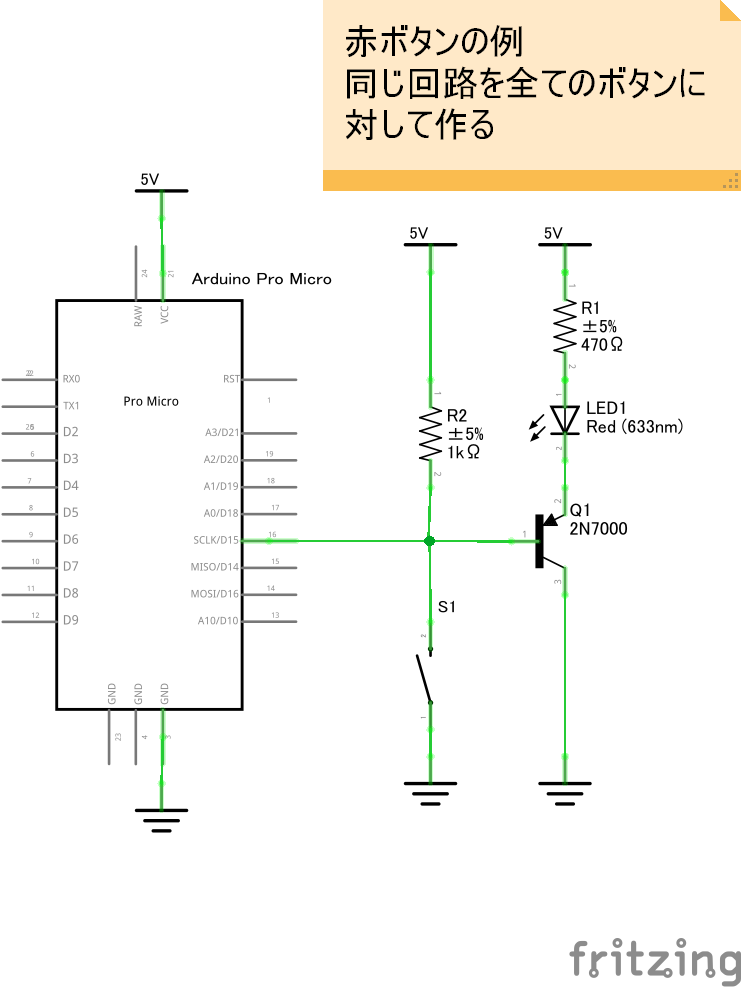 赤ボタンの例
同じ回路を全てのボタンに
対して作る
5V
5V
5V
24
21
Arduino Pro Micro
RAW
VCC
R1
±5%
470Ω
1
2
22
RX0
RST
TX1
Pro Micro
1
D2
A3/D21
6
D3
A2/D20
19
7
D4
A1/D19
18
8
D5
A0/D18
17
9
D6
SCLK/D15
16
10
D7
MISO/D14
15
11
D8
MOSI/D16
14
12
D9
A10/D10
13
1
R2
±5%
1kΩ
2
1
LED1
Red (633nm)
2
2
Q1
2N7000
1
3
S1
2
1
GND
GND
GND
23
4
3
fritzing